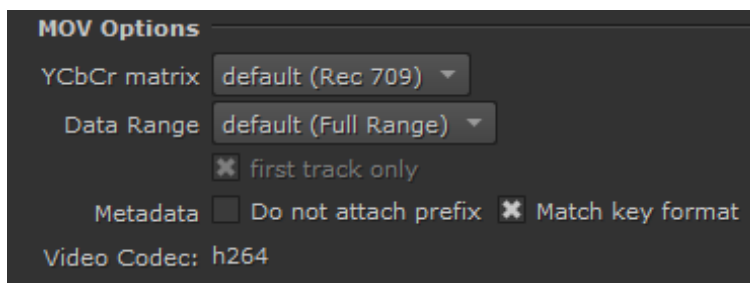 MOV Options
YCbCr matrix default (Rec 709)
Data Range default (Full Range)
first track only
Metadata Do not attach prefix Match key format
Video Codec: h264